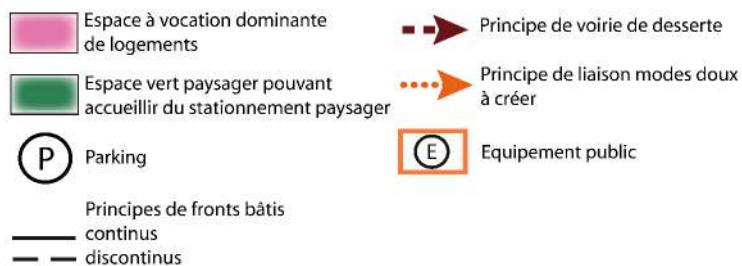 Espace à vocation dominante
de logements
Espace vert paysager pouvant
accueillir du stationnement paysager
P
Parking
Principes de fronts bâtis
continus
discontinus
Principe de voirie de desserte
Principe de liaison modes doux
à créer
E
Equipement public